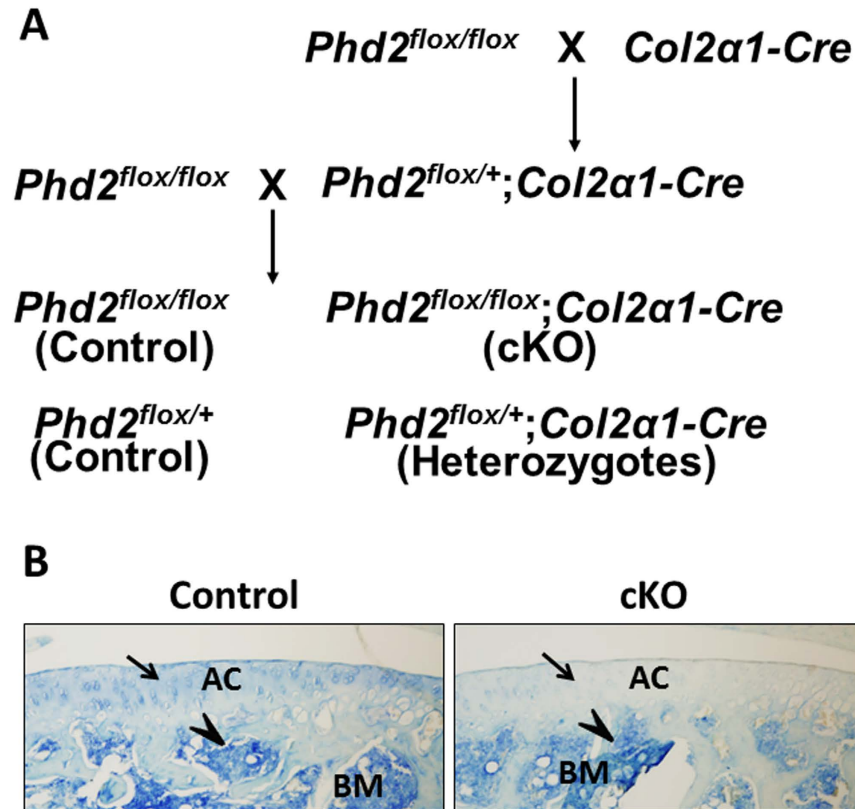 A
Phd2flox/flox X Col2α1-Cre
Phd2flox/flox X Phd2flox/+;Col2α1-Cre
Phd2flox/flox Phd2flox/flox;Col2α1-Cre
(Control) (cKO)
Phd2flox/+ Phd2flox/+;Col2α1-Cre
(Control) (Heterozygotes)
B
Control cKO
AC AC
BM BM